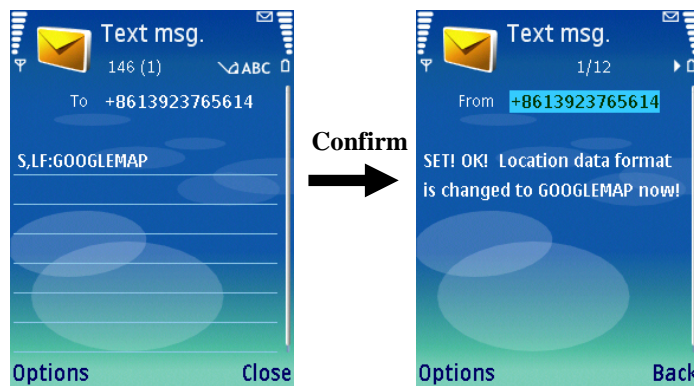 Text msg.
146 (1)
ABC
To +8613923765614
S,LF:GOOGLEMAP
Options Close
Confirm
Text msg.
1/12
From +8613923765614
SET! OK! Location data format
is changed to GOOGLEMAP now!
Options Back